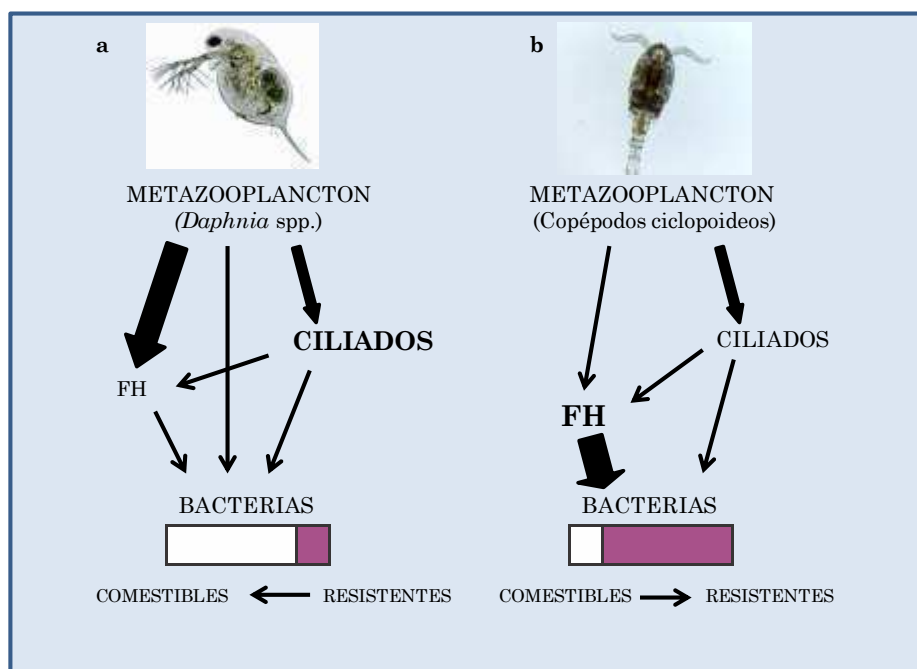 a
METAZOOPLANCTON
(Daphnia spp.)
CILIADOS
FH
BACTERIAS
COMESTIBLES RESISTENTES
b
METAZOOPLANCTON
(Copépodos ciclopoideos)
CILIADOS
FH
BACTERIAS
COMESTIBLES RESISTENTES